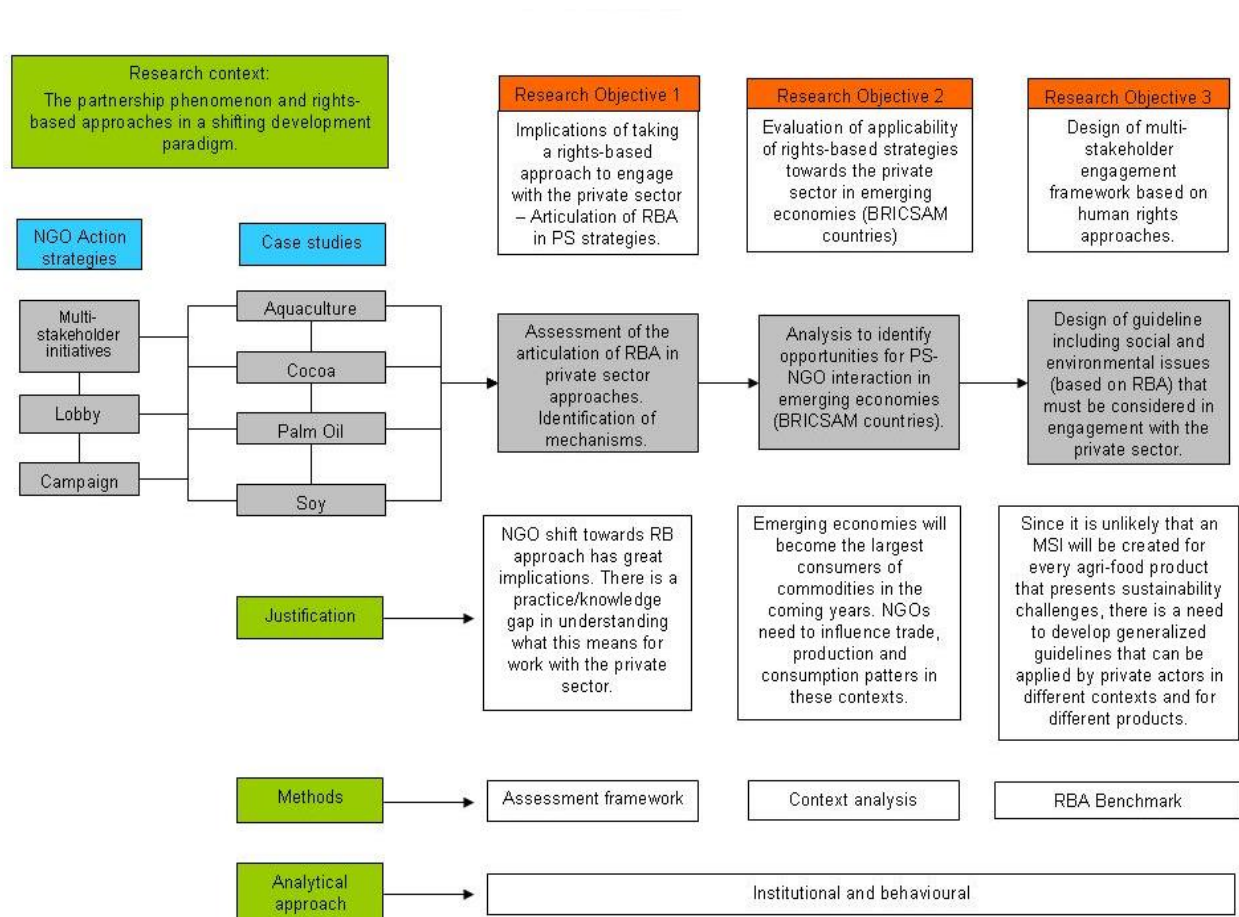 Research context:
The partnership phenomenon and rights-
based approaches in a shifting development
paradigm.
Research Objective 1
Implications of taking
a rights-based
approach to engage
with the private sector
– Articulation of RBA
in PS strategies.
Research Objective 2
Evaluation of applicability
of rights-based strategies
towards the private
sector in emerging
economies (BRICSAM
countries)
Research Objective 3
Design of multi-
stakeholder
engagement
framework based on
human rights
approaches.
NGO Action
strategies
Case studies
Multi-
stakeholder
initiatives
Lobby
Campaign
Aquaculture
Cocoa
Palm Oil
Soy
Assessment of the
articulation of RBA in
private sector
approaches.
Identification of
mechanisms.
Analysis to identify
opportunities for PS-
NGO interaction in
emerging economies
(BRICSAM countries).
Design of guideline
including social and
environmental issues
(based on RBA) that
must be considered in
engagement with the
private sector.
Justification
NGO shift towards RB
approach has great
implications. There is a
practice/knowledge
gap in understanding
what this means for
work with the private
sector.
Emerging economies will
become the largest
consumers of
commodities in the
coming years. NGOs
need to influence trade,
production and
consumption patters in
these contexts.
Since it is unlikely that an
MSI will be created for
every agri-food product
that presents sustainability
challenges, there is a need
to develop generalized
guidelines that can be
applied by private actors in
different contexts and for
different products.
Methods
Assessment framework
Context analysis
RBA Benchmark
Analytical
approach
Institutional and behavioural